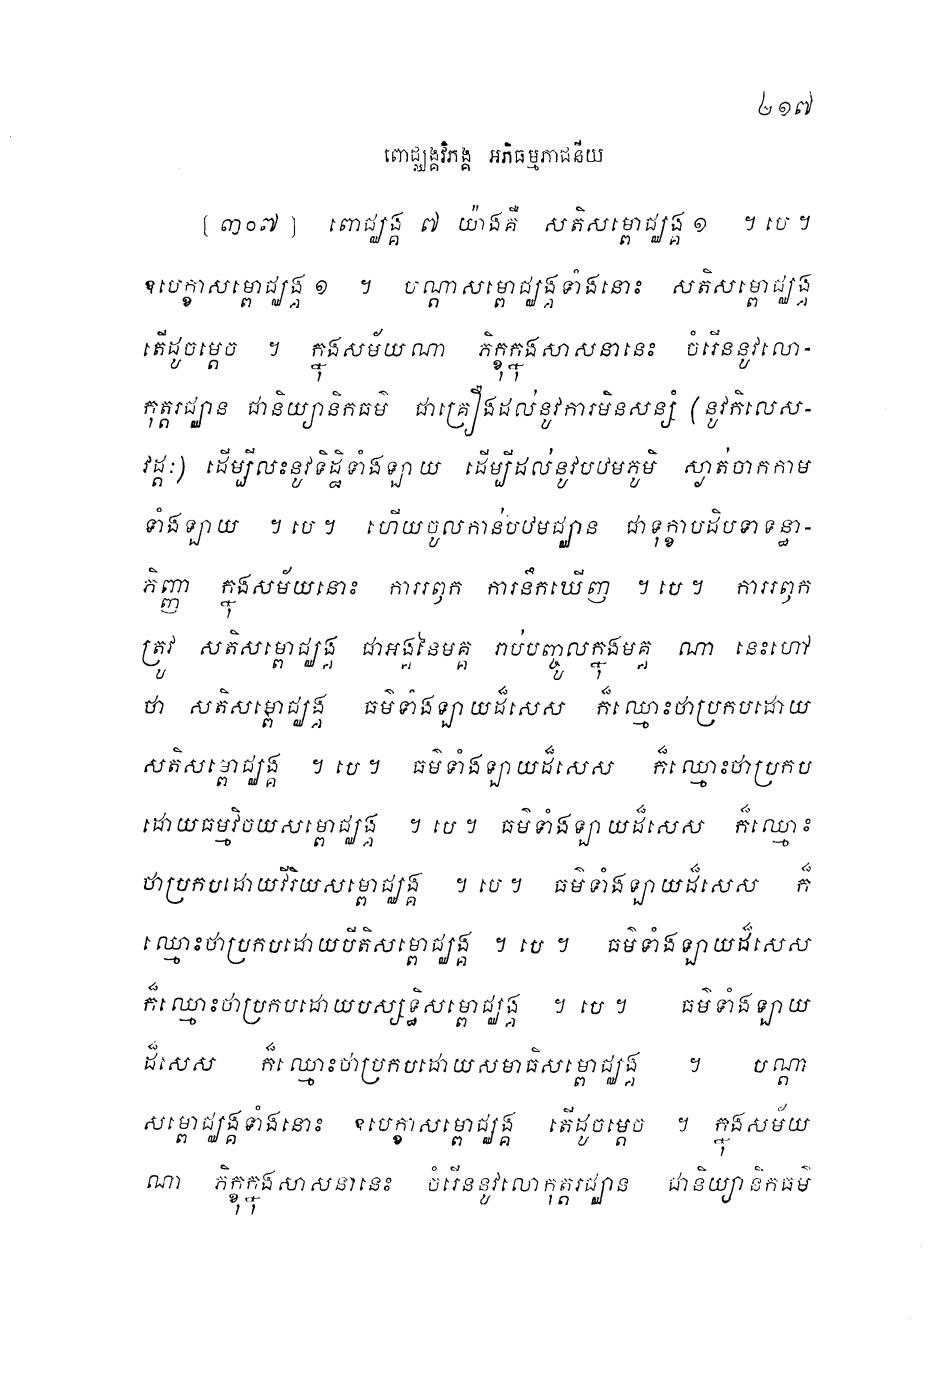 ៤១៧
ពោជ្ឈង្គវិភង្គ អភិធម្មភាជនីយ
[ ៣០៧ ] ពោជ្ឈង្គ ៧ យ៉ាងគឺ សតិសម្ពោជ្ឈង្គ ១ ។ បេ ។
ឧបេក្ខាសម្ពោជ្ឈង្គ ១ ។ បណ្តាសម្ពោជ្ឈង្គទាំងនោះ សតិសម្ពោជ្ឈង្គ
តើដូចម្តេច ។ ក្នុងសម័យណា ភិក្ខុក្នុងសាសនានេះ ចំរើននូវលោ-
កុត្តរជ្ឈាន ជានិយ្យានិកធម៌ ជាគ្រឿងដល់នូវការមិនសន្សំ (នូវកិលេស-
វដ្តៈ) ដើម្បីលះនូវទិដ្ឋិទាំងឡាយ ដើម្បីដល់នូវបឋមភូមិ ស្ងាត់ចាកកាម
ទាំងឡាយ ។ បេ ។ ហើយចូលកាន់បឋមជ្ឈាន ជាទុក្ខាបដិបទាទន្ធា-
ភិញ្ញា ក្នុងសម័យនោះ ការរឭក ការនឹកឃើញ ។ បេ ។ ការរឭក
ត្រូវ សតិសម្ពោជ្ឈង្គ ជាអង្គនៃមគ្គ រាប់បញ្ចូលក្នុងមគ្គ ណា នេះហៅ
ថា សតិសម្ពោជ្ឈង្គ ធម៌ទាំងឡាយដ៏សេស ក៏ឈ្មោះថាប្រកបដោយ
សតិសម្ពោជ្ឈង្គ ។ បេ ។ ធម៌ទាំងឡាយដ៏សេស ក៏ឈ្មោះថាប្រកប
ដោយធម្មវិចយសម្ពោជ្ឈង្គ ។ បេ ។ ធម៌ទាំងឡាយដ៏សេស ក៏ឈ្មោះ
ថាប្រកបដោយវីរិយសម្ពោជ្ឈង្គ ។ បេ ។ ធម៌ទាំងឡាយដ៏សេស ក៏
ឈ្មោះថាប្រកបដោយបីតិសម្ពោជ្ឈង្គ ។ បេ ។ ធម៌ទាំងឡាយដ៏សេស
ក៏ឈ្មោះថាប្រកបដោយបស្សទ្ធិសម្ពោជ្ឈង្គ ។ បេ ។ ធម៌ទាំងឡាយ
ដ៏សេស ក៏ឈ្មោះថាប្រកបដោយសមាធិសម្ពោជ្ឈង្គ ។ បណ្តា
សម្ពោជ្ឈង្គទាំងនោះ ឧបេក្ខាសម្ពោជ្ឈង្គ តើដូចម្តេច ។ ក្នុងសម័យ
ណា ភិក្ខុក្នុងសាសនានេះ ចំរើននូវលោកុត្តរជ្ឈាន ជានិយ្យានិកធម៌